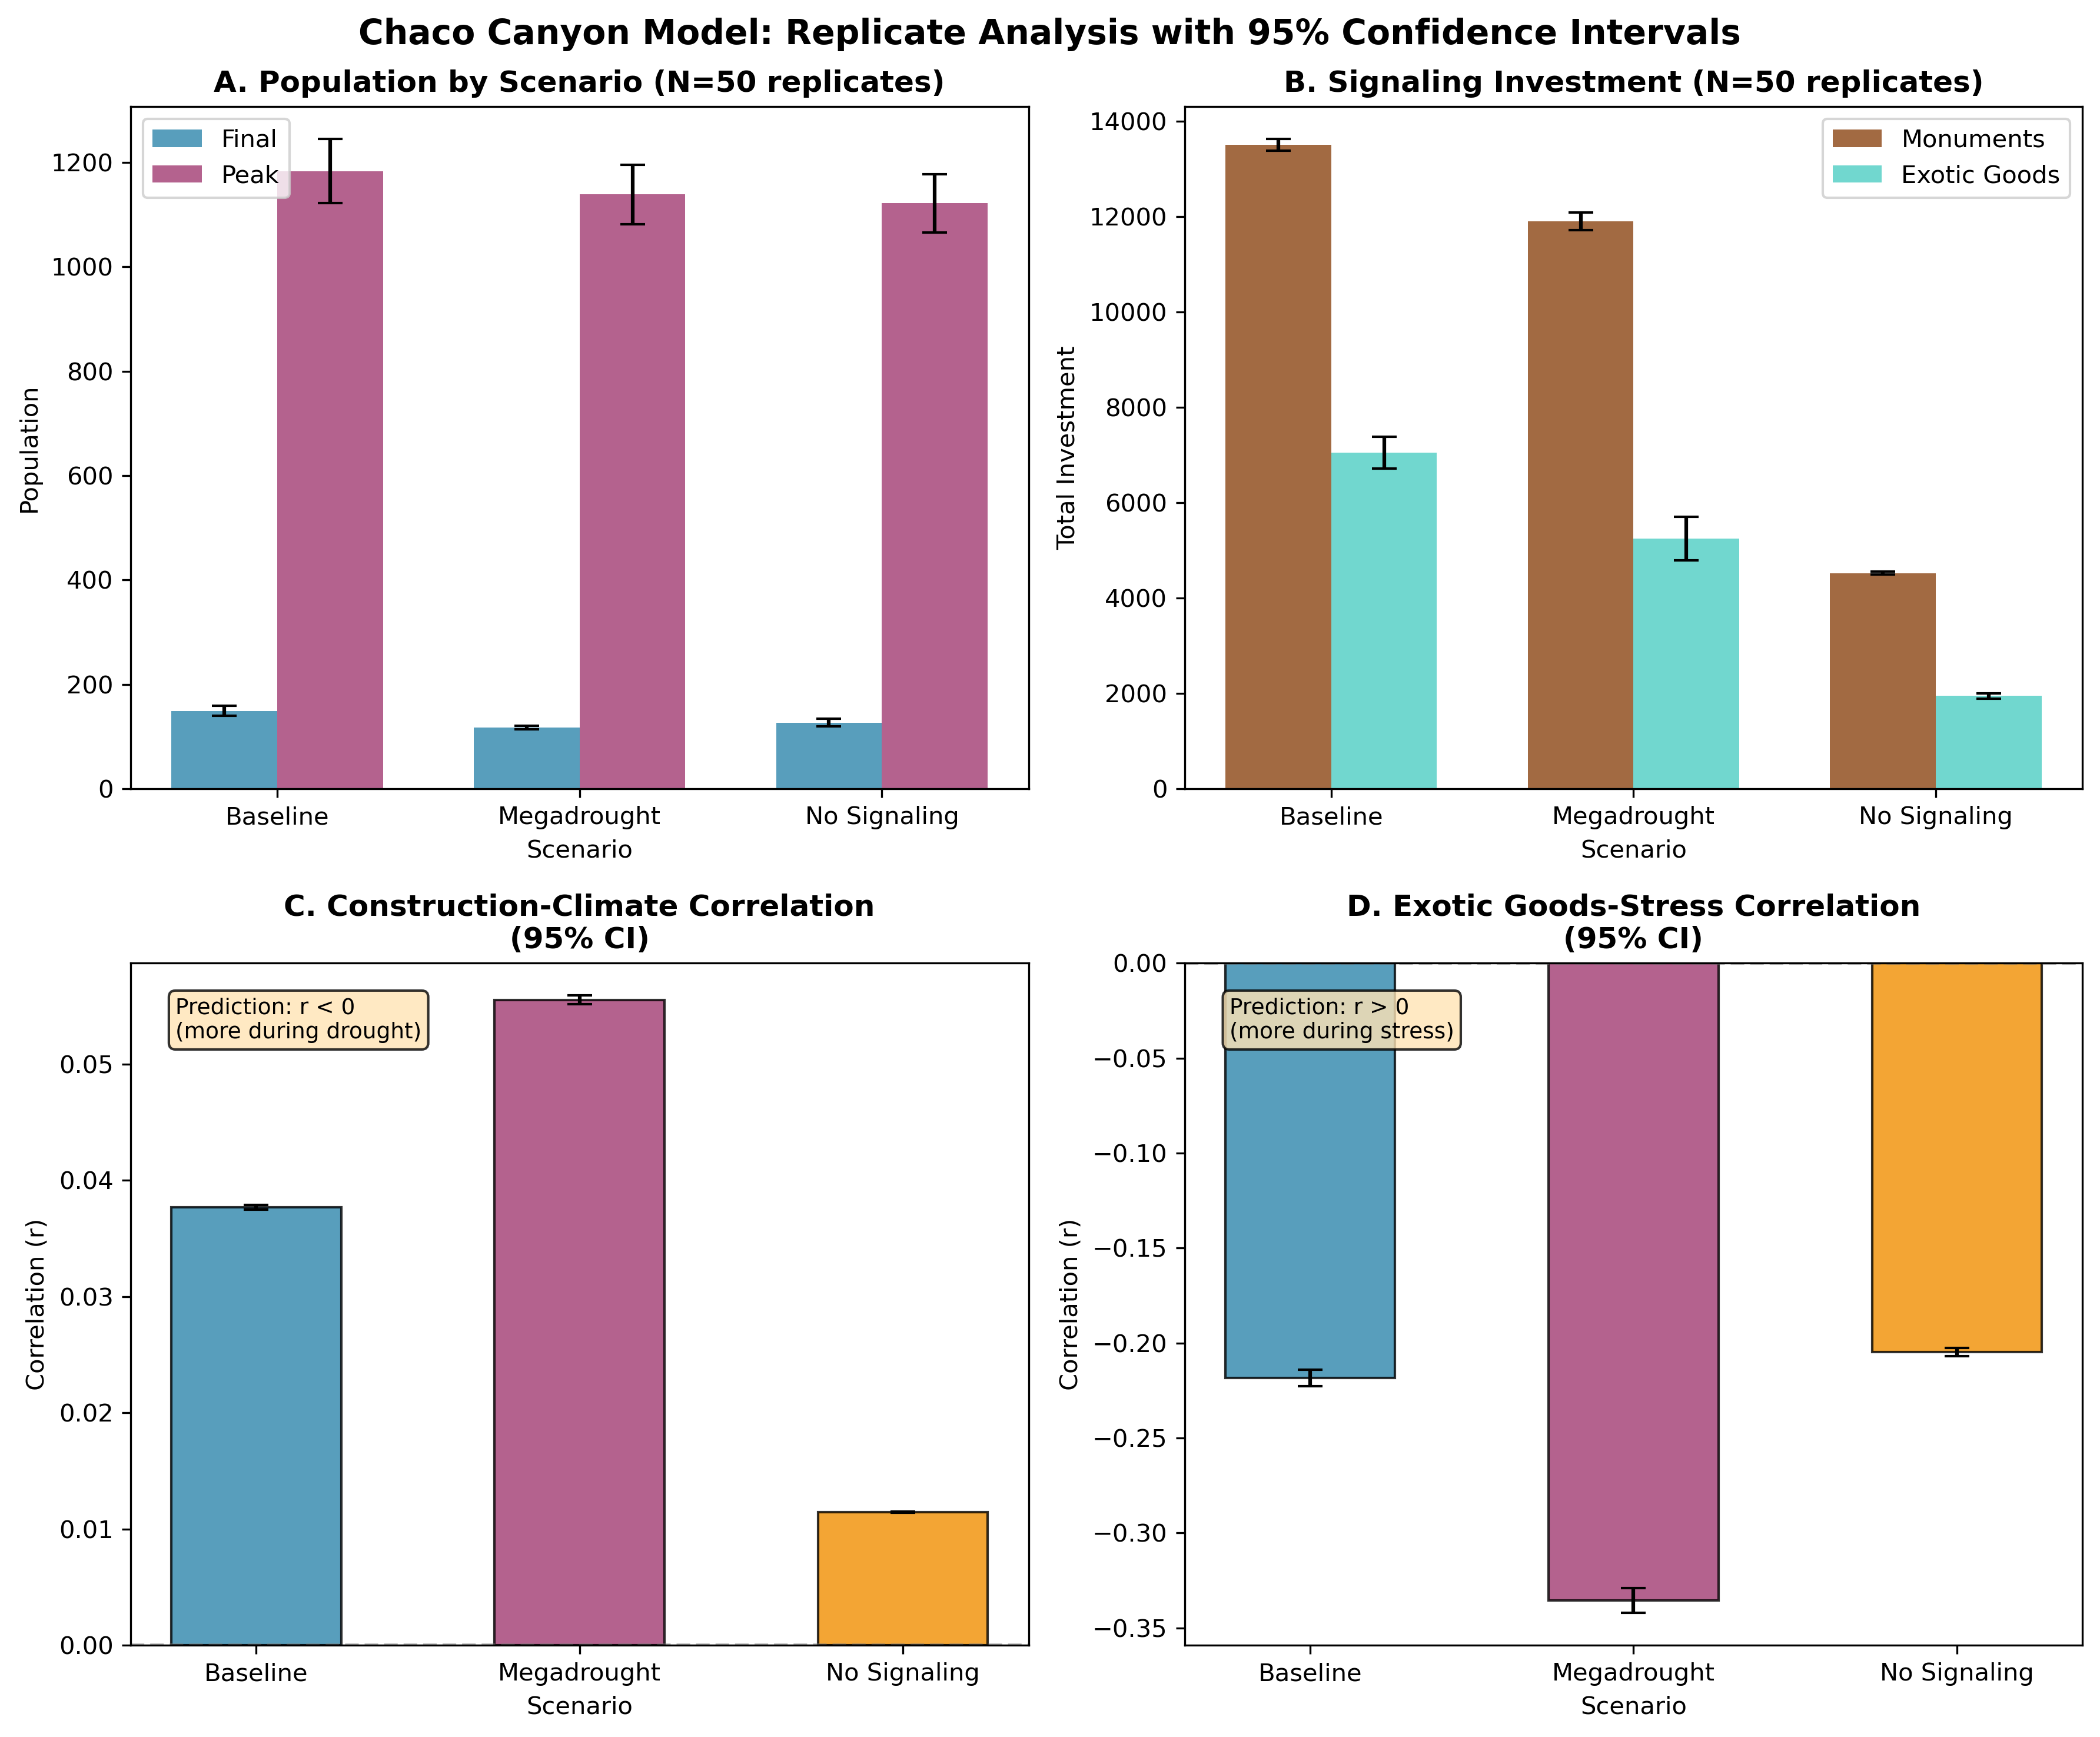 Chaco Canyon Model: Replicate Analysis with 95% Confidence Intervals
A. Population by Scenario (N=50 replicates)
Final
Peak
Population
1200
1000
800
600
400
200
0
Baseline
Megadrought
No Signaling
Scenario
B. Signaling Investment (N=50 replicates)
Monuments
Exotic Goods
Total Investment
14000
12000
10000
8000
6000
4000
2000
0
Baseline
Megadrought
No Signaling
Scenario
C. Construction-Climate Correlation
(95% CI)
Prediction: r < 0
(more during drought)
Correlation (r)
0.05
0.04
0.03
0.02
0.01
0.00
Baseline
Megadrought
No Signaling
Scenario
D. Exotic Goods-Stress Correlation
(95% CI)
Prediction: r > 0
(more during stress)
Correlation (r)
0.00
−0.05
−0.10
−0.15
−0.20
−0.25
−0.30
−0.35
Baseline
Megadrought
No Signaling
Scenario